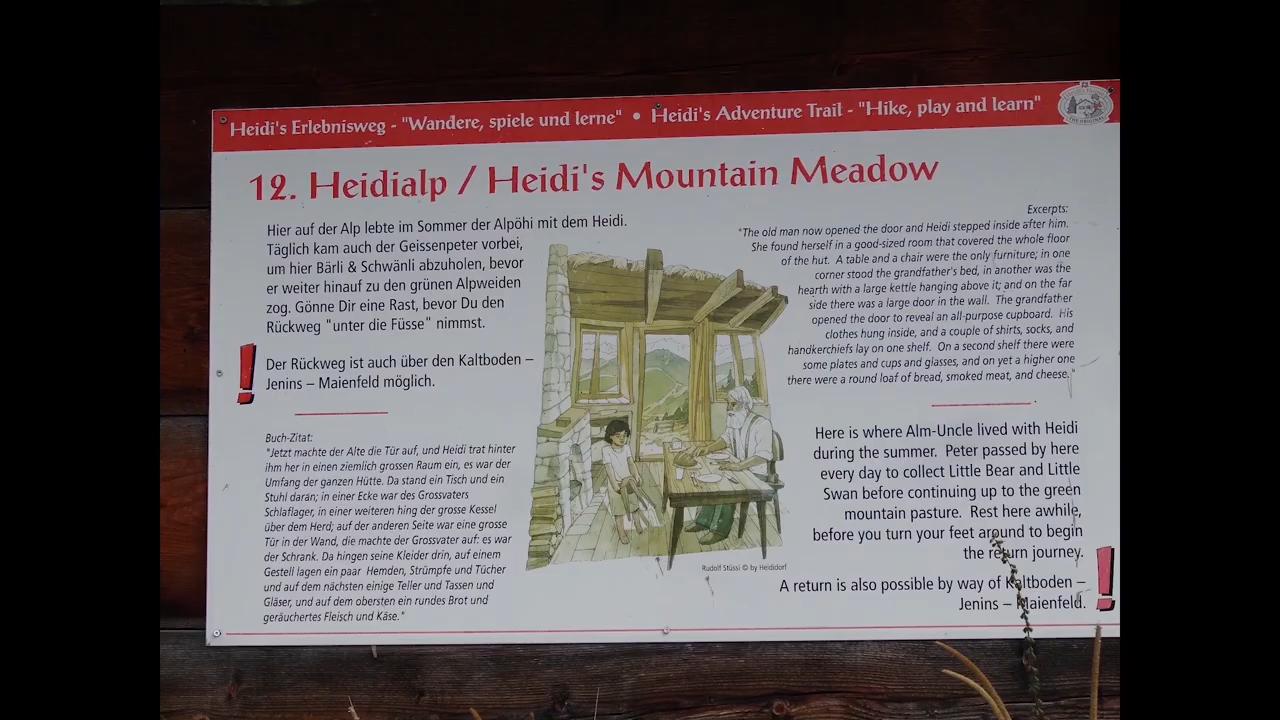 Heidi's Erlebnisweg - "Wandere, spiele und lerne" • Heidi's Adventure Trail - "Hike, play and learn"
THE ORIGINAL
12. Heidialp / Heidi's Mountain Meadow
Hier auf der Alp lebte im Sommer der Alpöhi mit dem Heidi.
Täglich kam auch der Geissenpeter vorbei,
um hier Bärli & Schwänli abzuholen, bevor
er weiter hinauf zu den grünen Alpweiden
zog. Gönne Dir eine Rast, bevor Du den
Rückweg "unter die Füsse" nimmst.
! Der Rückweg ist auch über den Kaltboden –
Jenins – Maienfeld möglich.
Buch-Zitat:
"Jetzt machte der Alte die Tür auf, und Heidi trat hinter
ihm her in einen ziemlich grossen Raum ein, es war der
Umfang der ganzen Hütte. Da stand ein Tisch und ein
Stuhl daran; in einer Ecke war des Grossvaters
Schlaflager, in einer weiteren hing der grosse Kessel
über dem Herd; auf der anderen Seite war eine grosse
Tür in der Wand, die machte der Grossvater auf: es war
der Schrank. Da hingen seine Kleider drin, auf einem
Gestell lagen ein paar Hemden, Strümpfe und Tücher
und auf dem nächsten einige Teller und Tassen und
Gläser, und auf dem obersten ein rundes Brot und
geräuchertes Fleisch und Käse."
Rudolf Stüssi © by Heididorf
Excerpts:
"The old man now opened the door and Heidi stepped inside after him.
She found herself in a good-sized room that covered the whole floor
of the hut. A table and a chair were the only furniture; in one
corner stood the grandfather's bed, in another was the
hearth with a large kettle hanging above it; and on the far
side there was a large door in the wall. The grandfather
opened the door to reveal an all-purpose cupboard. His
clothes hung inside, and a couple of shirts, socks, and
handkerchiefs lay on one shelf. On a second shelf there were
some plates and cups and glasses, and on yet a higher one
there were a round loaf of bread, smoked meat, and cheese."
Here is where Alm-Uncle lived with Heidi
during the summer. Peter passed by here
every day to collect Little Bear and Little
Swan before continuing up to the green
mountain pasture. Rest here awhile,
before you turn your feet around to begin
the return journey.
A return is also possible by way of Kaltboden –
Jenins – Maienfeld. !